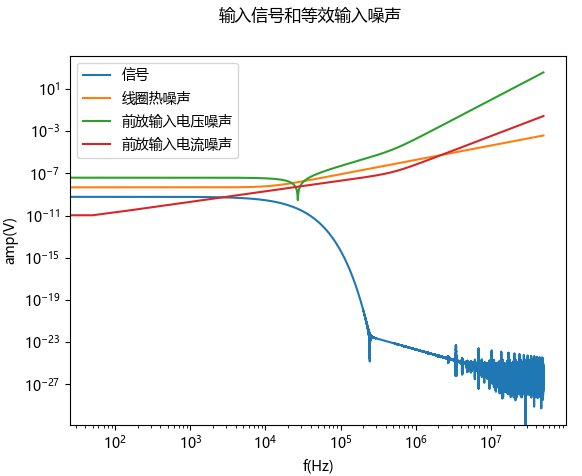 输入信号和等效输入噪声
信号
线圈热噪声
前放输入电压噪声
前放输入电流噪声
amp(V)
10¹
10⁻³
10⁻⁷
10⁻¹¹
10⁻¹⁵
10⁻¹⁹
10⁻²³
10⁻²⁷
10² 10³ 10⁴ 10⁵ 10⁶ 10⁷
f(Hz)